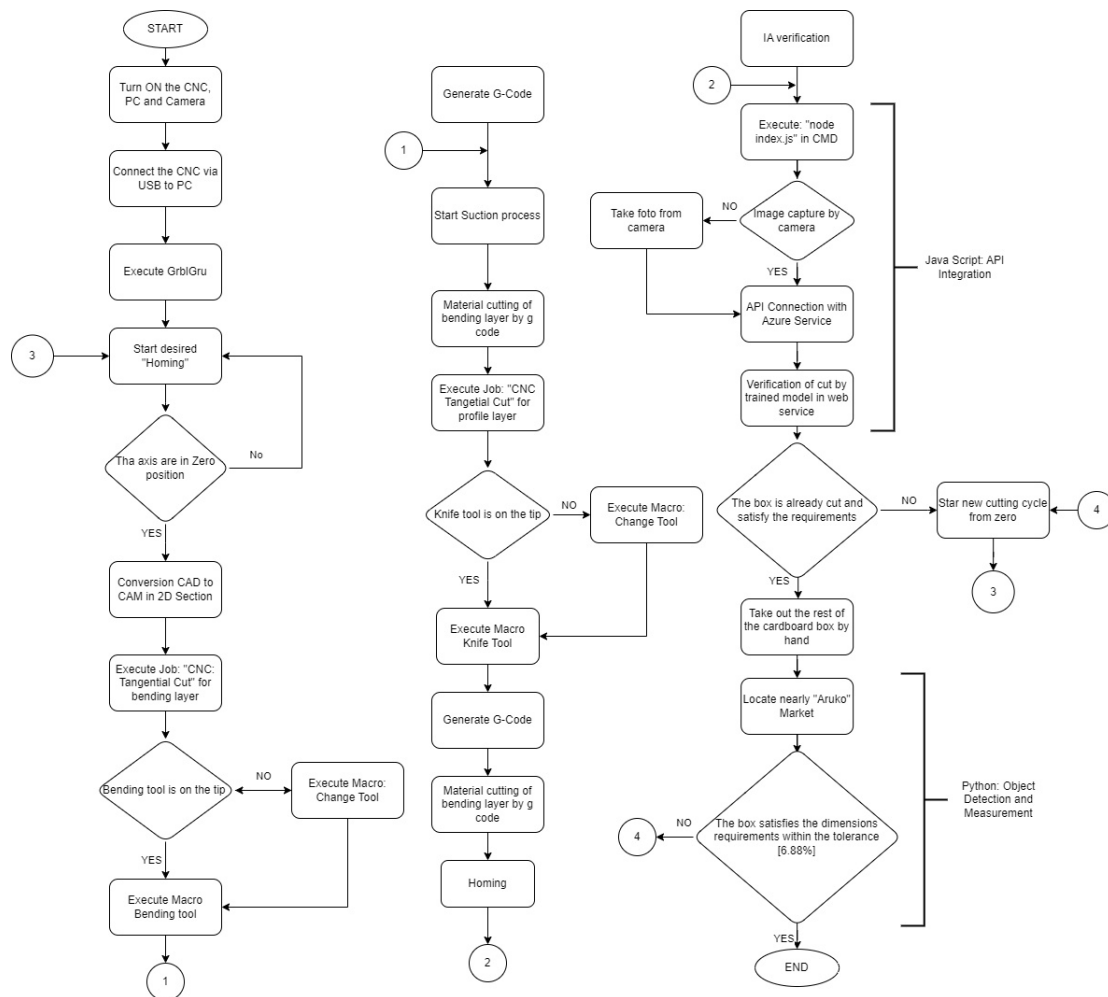 START
Turn ON the CNC,
PC and Camera
Connect the CNC via
USB to PC
Execute GrblGru
3
Start desired
"Homing"
Tha axis are in Zero
position
No
YES
Conversion CAD to
CAM in 2D Section
Execute Job: "CNC:
Tangential Cut" for
bending layer
Bending tool is on the tip
NO
Execute Macro:
Change Tool
YES
Execute Macro
Bending tool
1
Generate G-Code
1
Start Suction process
Material cutting of
bending layer by g
code
Execute Job: "CNC
Tangetial Cut" for
profile layer
Knife tool is on the tip
NO
Execute Macro:
Change Tool
YES
Execute Macro
Knife Tool
Generate G-Code
Material cutting of
bending layer by g
code
Homing
2
IA verification
2
Execute: "node
index.js" in CMD
Image capture by
camera
NO
Take foto from
camera
YES
API Connection with
Azure Service
Verification of cut by
trained model in web
service
Java Script: API
Integration
The box is already cut and
satisfy the requirements
NO
Star new cutting cycle
from zero
4
3
YES
Take out the rest of
the cardboard box by
hand
Locate nearly "Aruko"
Market
The box satisfies the dimensions
requirements within the tolerance
[6.88%]
NO
4
Python: Object
Detection and
Measurement
YES
END